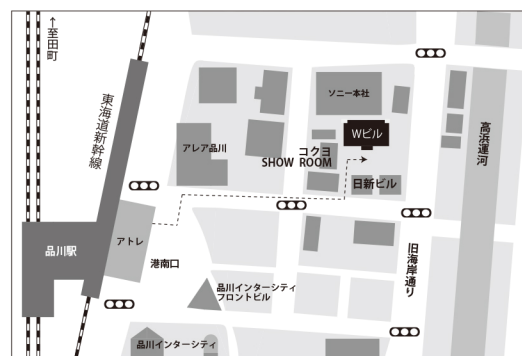 ↑至田町
東海道新幹線
ソニー本社
Wビル
アレア品川
コクヨ
SHOW ROOM
日新ビル
高浜運河
アトレ
品川駅
港南口
旧海岸通り
品川インターシティ
フロントビル
品川インターシティ